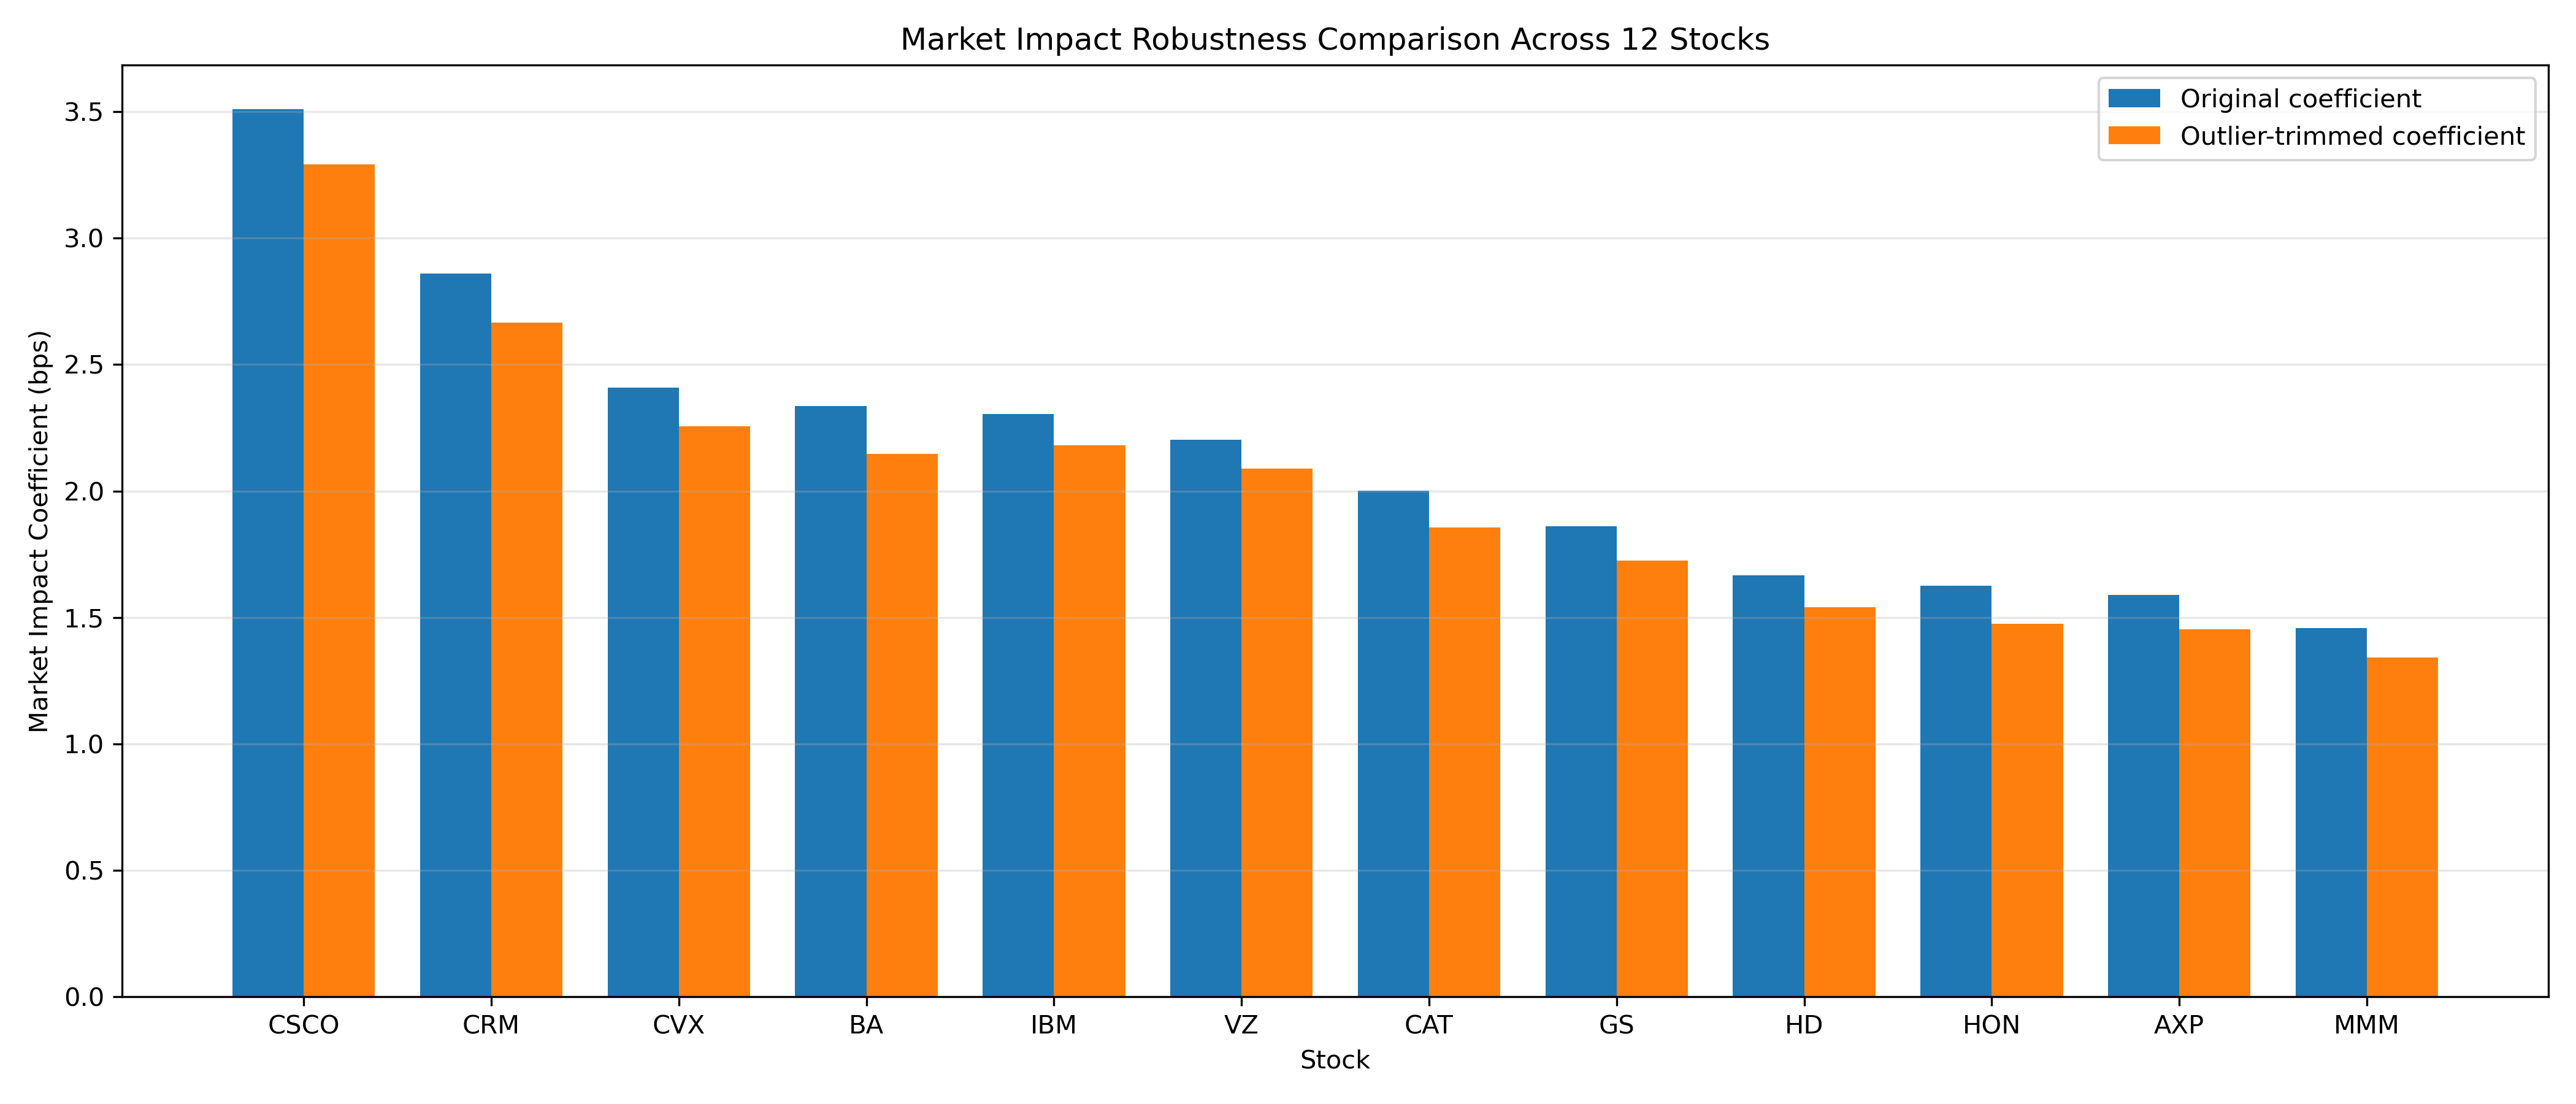 Market Impact Robustness Comparison Across 12 Stocks
Original coefficient
Outlier-trimmed coefficient
Market Impact Coefficient (bps)
3.5
3.0
2.5
2.0
1.5
1.0
0.5
0.0
CSCO CRM CVX BA IBM VZ CAT GS HD HON AXP MMM
Stock